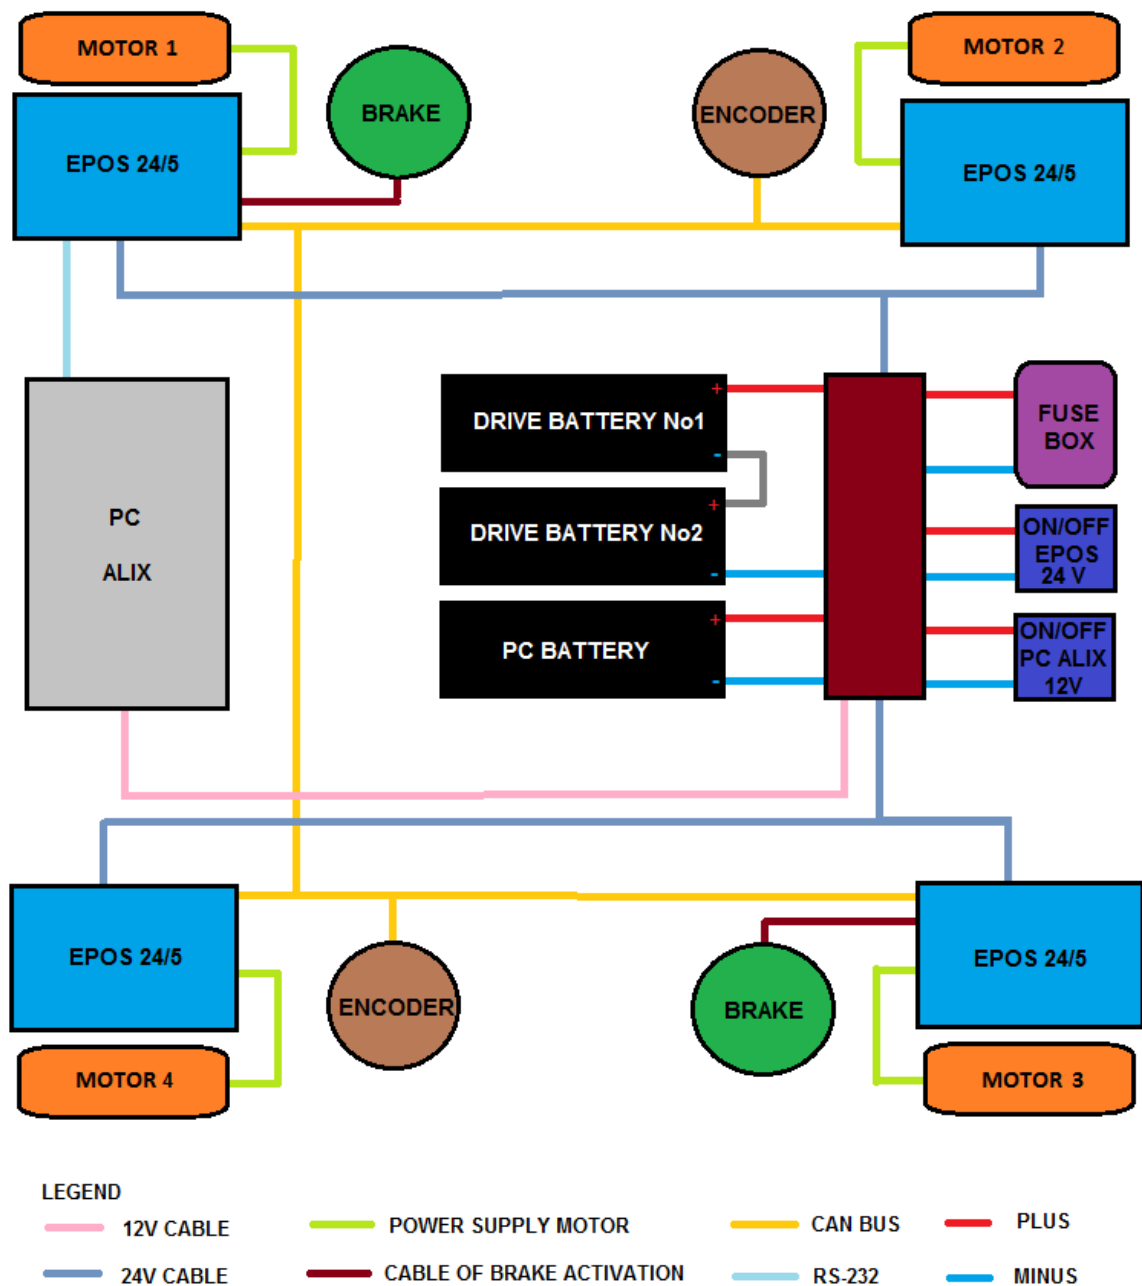 MOTOR 1
MOTOR 2
BRAKE
ENCODER
EPOS 24/5
EPOS 24/5
PC
ALIX
+
DRIVE BATTERY No1
-
+
DRIVE BATTERY No2
-
+
PC BATTERY
-
FUSE
BOX
ON/OFF
EPOS
24 V
ON/OFF
PC ALIX
12V
EPOS 24/5
EPOS 24/5
ENCODER
BRAKE
MOTOR 4
MOTOR 3
LEGEND
12V CABLE
POWER SUPPLY MOTOR
CAN BUS
PLUS
24V CABLE
CABLE OF BRAKE ACTIVATION
RS-232
MINUS